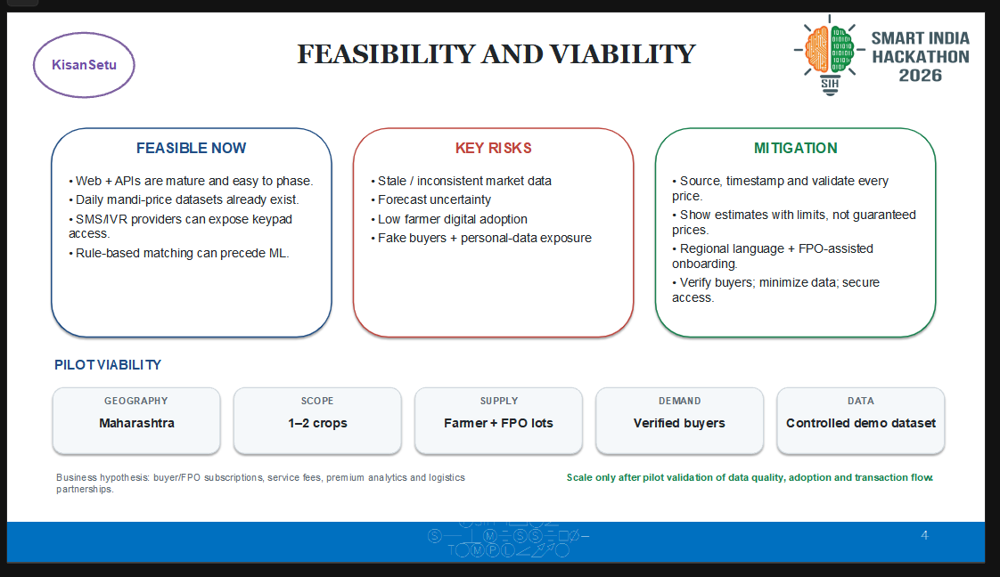 KisanSetu
FEASIBILITY AND VIABILITY
SIH
SMART INDIA
HACKATHON
2026
FEASIBLE NOW
• Web + APIs are mature and easy to phase.
• Daily mandi-price datasets already exist.
• SMS/IVR providers can expose keypad
access.
• Rule-based matching can precede ML.
KEY RISKS
• Stale / inconsistent market data
• Forecast uncertainty
• Low farmer digital adoption
• Fake buyers + personal-data exposure
MITIGATION
• Source, timestamp and validate every
price.
• Show estimates with limits, not guaranteed
prices.
• Regional language + FPO-assisted
onboarding.
• Verify buyers; minimize data; secure
access.
PILOT VIABILITY
GEOGRAPHY
Maharashtra
SCOPE
1–2 crops
SUPPLY
Farmer + FPO lots
DEMAND
Verified buyers
DATA
Controlled demo dataset
Business hypothesis: buyer/FPO subscriptions, service fees, premium analytics and logistics
partnerships.
Scale only after pilot validation of data quality, adoption and transaction flow.
4